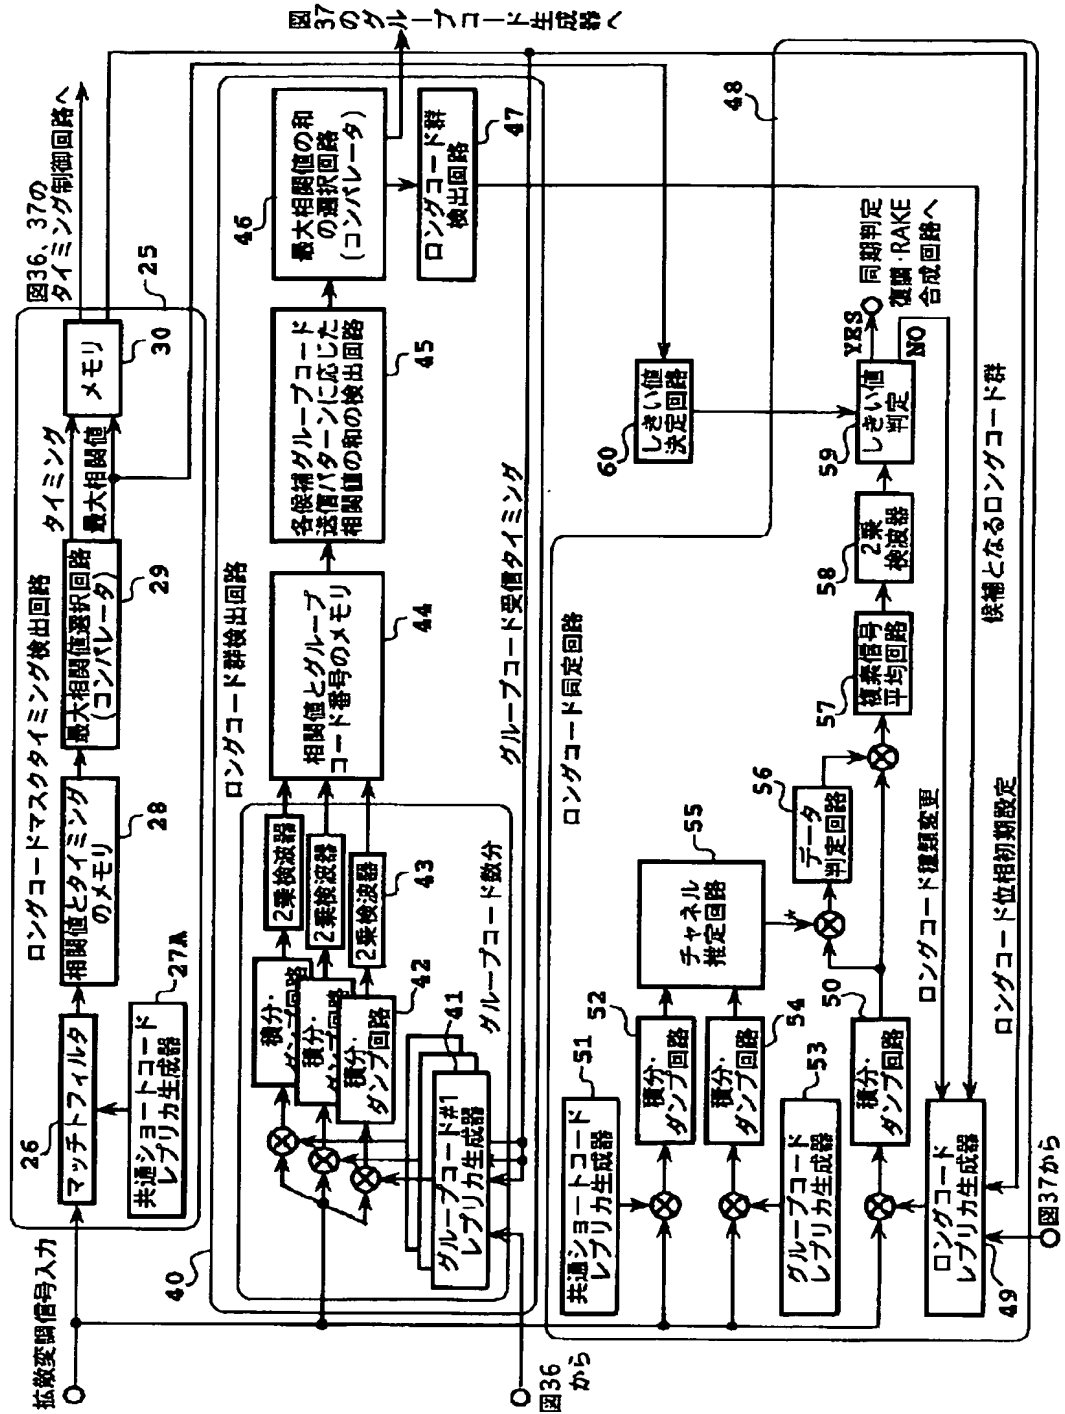 拡散変調信号入力
ロングコードマスクタイミング検出回路
26
マッチトフィルタ
共通ショートコード
レプリカ生成器
27A
相関値とタイミング
のメモリ
28
最大相関値選択回路
(コンパレータ)
29
タイミング
最大相関値
メモリ
30
25
図36、37の
タイミング制御回路へ
40
ロングコード群検出回路
グループコード#1
レプリカ生成器
41
積分・
ダンプ回路
積分・
ダンプ回路
積分・
ダンプ回路
42
2乗検波器
2乗検波器
2乗検波器
43
グループコード数分
相関値とグループ
コード番号のメモリ
44
各候補グループコード
送信パターンに応じた
相関値の和の検出回路
45
46
最大相関値の和
の選択回路
(コンパレータ)
ロングコード群
検出回路
47
図37のグループコード生成器へ
グループコード受信タイミング
図36
から
ロングコード同定回路
48
共通ショートコード
レプリカ生成器
51
積分・
ダンプ回路
52
積分・
ダンプ回路
54
グループコード
レプリカ生成器
53
チャネル
推定回路
55
*
積分・
ダンプ回路
50
データ
判定回路
56
複素信号
平均回路
57
2乗
検波器
58
しきい値
判定
59
しきい値
決定回路
60
YES
NO
同期判定
復調・RAKE
合成回路へ
ロングコード
レプリカ生成器
49
ロングコード種類変更
ロングコード位相初期設定
候補となるロングコード群
図37から